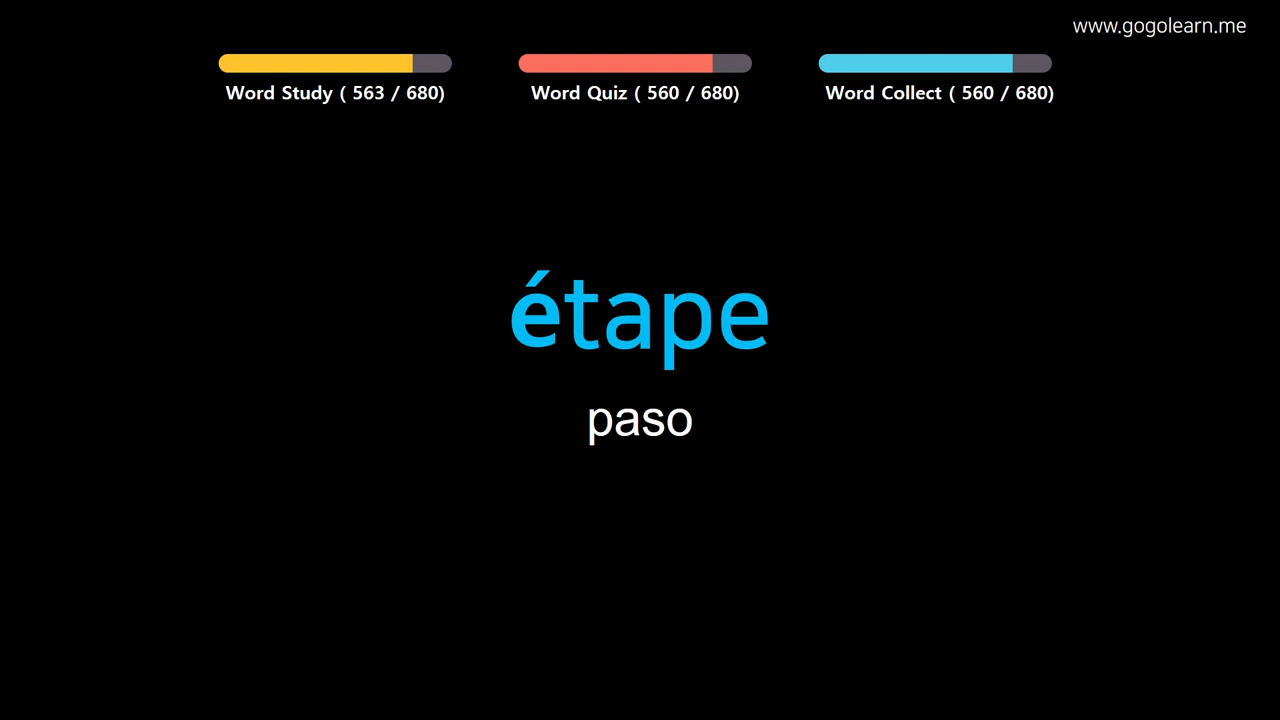 www.gogolearn.me
Word Study ( 563 / 680)
Word Quiz ( 560 / 680)
Word Collect ( 560 / 680)
étape
paso